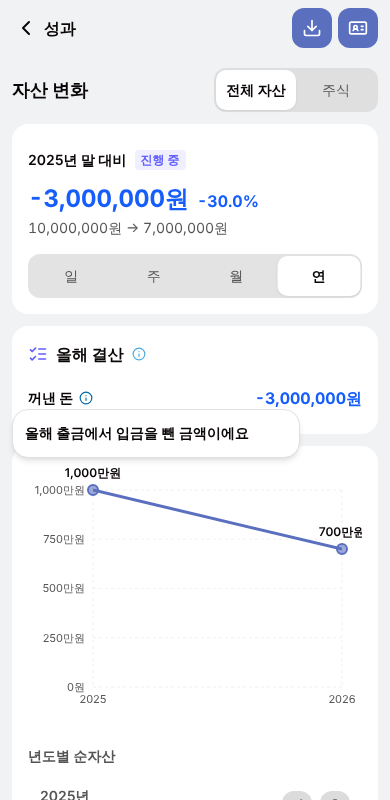 성과
자산 변화
전체 자산 주식
2025년 말 대비 진행 중
-3,000,000원 -30.0%
10,000,000원 → 7,000,000원
일 주 월 연
올해 결산
꺼낸 돈 -3,000,000원
올해 출금에서 입금을 뺀 금액이에요
1,000만원
1,000만원
700만원
750만원
500만원
250만원
0원
2025 2026
년도별 순자산
2025년